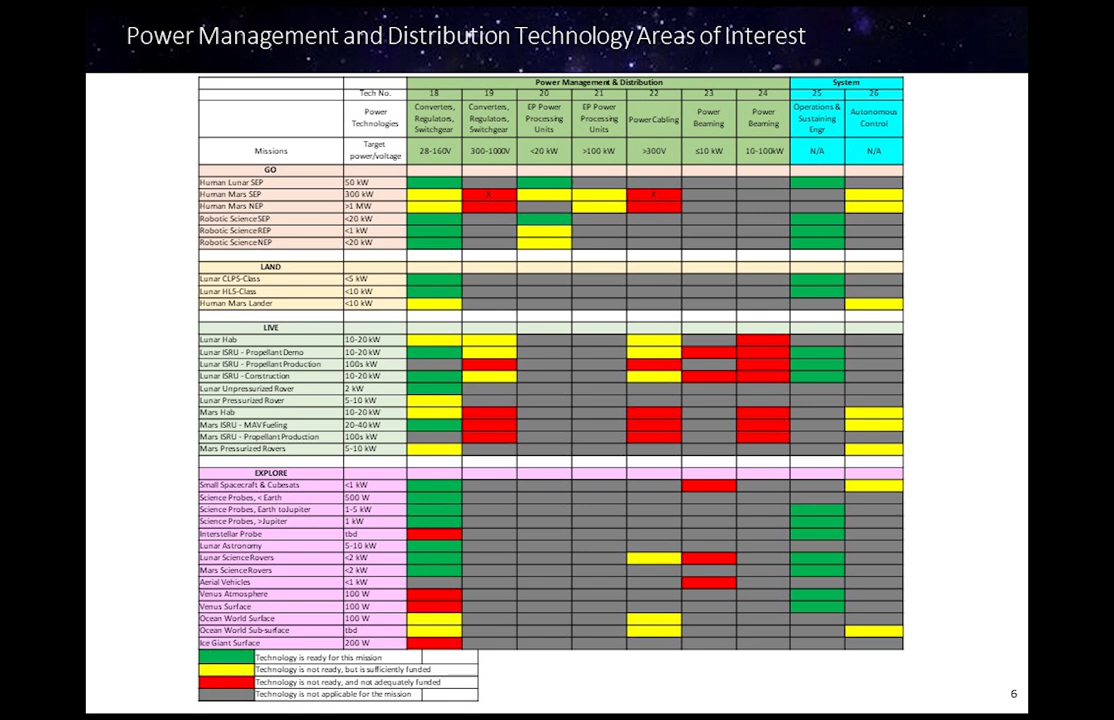 Power Management and Distribution Technology Areas of Interest
Power Management & Distribution System
Tech No. 18 19 20 21 22 23 24 25 26
Missions
Power Technologies
Converters, Regulators, Switchgear
Converters, Regulators, Switchgear
EP Power Processing Units
EP Power Processing Units
Power Cabling
Power Beaming
Power Beaming
Operations & Sustaining Engr
Autonomous Control
Target power/voltage
28-160V 300-1000V <20 kW >100 kW >300V ≤10 kW 10-100kW N/A N/A
GO
Human Lunar SEP 50 kW
Human Mars SEP 300 kW X X
Human Mars NEP >1 MW
Robotic Science SEP <20 kW
Robotic Science REP <1 kW
Robotic Science NEP <20 kW
LAND
Lunar CLPS-Class <5 kW
Lunar HLS-Class <10 kW
Human Mars Lander <10 kW
LIVE
Lunar Hab 10-20 kW
Lunar ISRU - Propellant Demo 10-20 kW
Lunar ISRU - Propellant Production 100s kW
Lunar ISRU - Construction 10-20 kW
Lunar Unpressurized Rover 2 kW
Lunar Pressurized Rover 5-10 kW
Mars Hab 10-20 kW
Mars ISRU - MAV Fueling 20-40 kW
Mars ISRU - Propellant Production 100s kW
Mars Pressurized Rovers 5-10 kW
EXPLORE
Small Spacecraft & Cubesats <1 kW
Science Probes, < Earth 500 W
Science Probes, Earth to Jupiter 1-5 kW
Science Probes, >Jupiter 1 kW
Interstellar Probe tbd
Lunar Astronomy 5-10 kW
Lunar Science Rovers <2 kW
Mars Science Rovers <2 kW
Aerial Vehicles <1 kW
Venus Atmosphere 100 W
Venus Surface 100 W
Ocean World Surface 100 W
Ocean World Sub-surface tbd
Ice Giant Surface 200 W
Technology is ready for this mission
Technology is not ready, but is sufficiently funded
Technology is not ready, and not adequately funded
Technology is not applicable for the mission
6